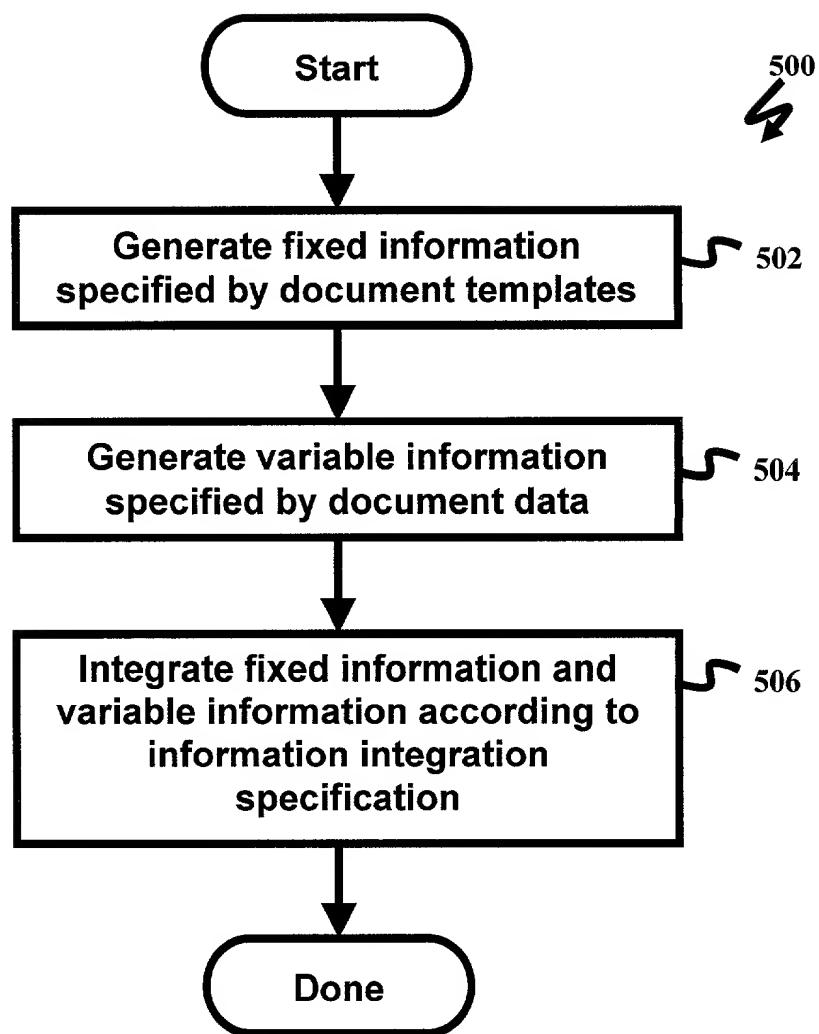 Start
500
Generate fixed information
specified by document templates
502
Generate variable information
specified by document data
504
Integrate fixed information and
variable information according to
information integration
specification
506
Done